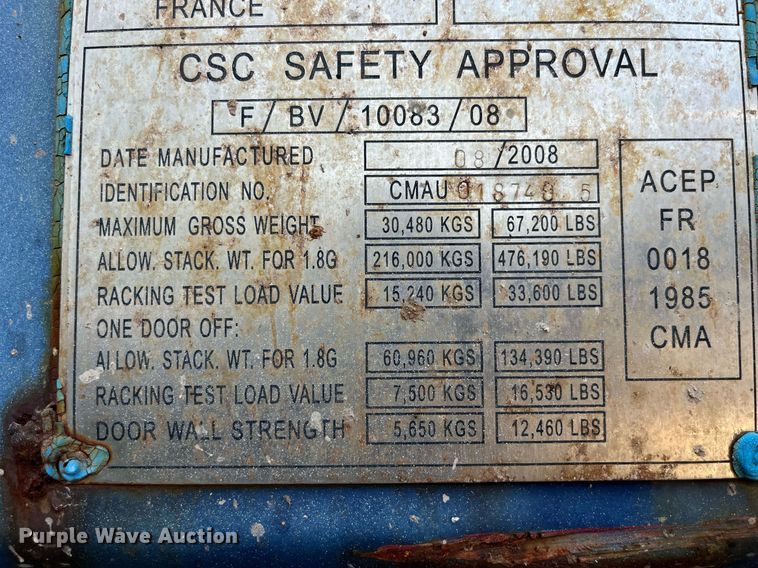 FRANCE
CSC SAFETY APPROVAL
F / BV / 10083 / 08
DATE MANUFACTURED 08 /2008
IDENTIFICATION NO. CMAU 018748 5
MAXIMUM GROSS WEIGHT 30,480 KGS 67,200 LBS
ALLOW. STACK. WT. FOR 1.8G 216,000 KGS 476,190 LBS
RACKING TEST LOAD VALUE 15,240 KGS 33,600 LBS
ONE DOOR OFF:
ALLOW. STACK. WT. FOR 1.8G 60,960 KGS 134,390 LBS
RACKING TEST LOAD VALUE 7,500 KGS 16,530 LBS
DOOR WALL STRENGTH 5,650 KGS 12,460 LBS
ACEP
FR
0018
1985
CMA
Purple Wave Auction